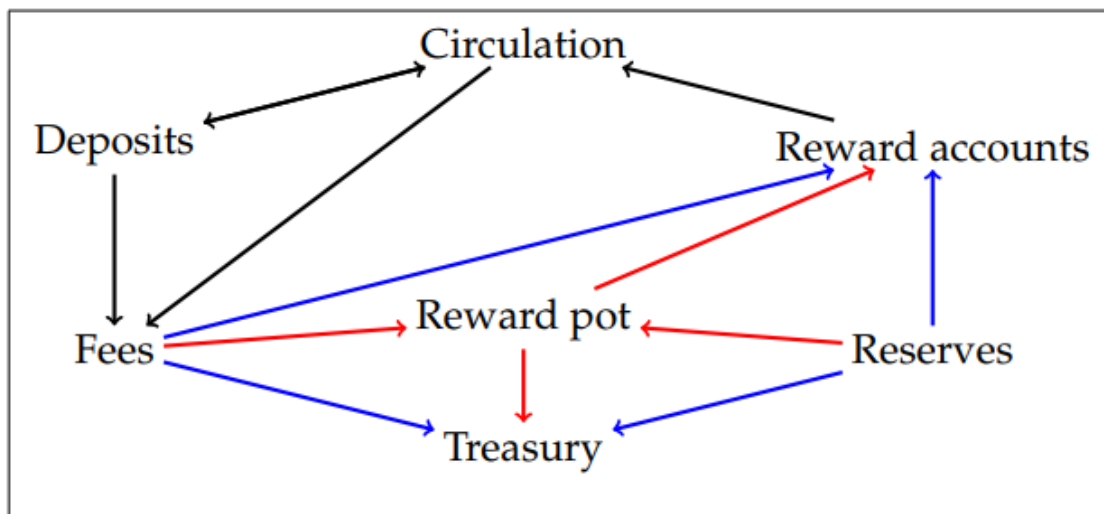 Circulation
Deposits
Reward accounts
Reward pot
Fees
Reserves
Treasury